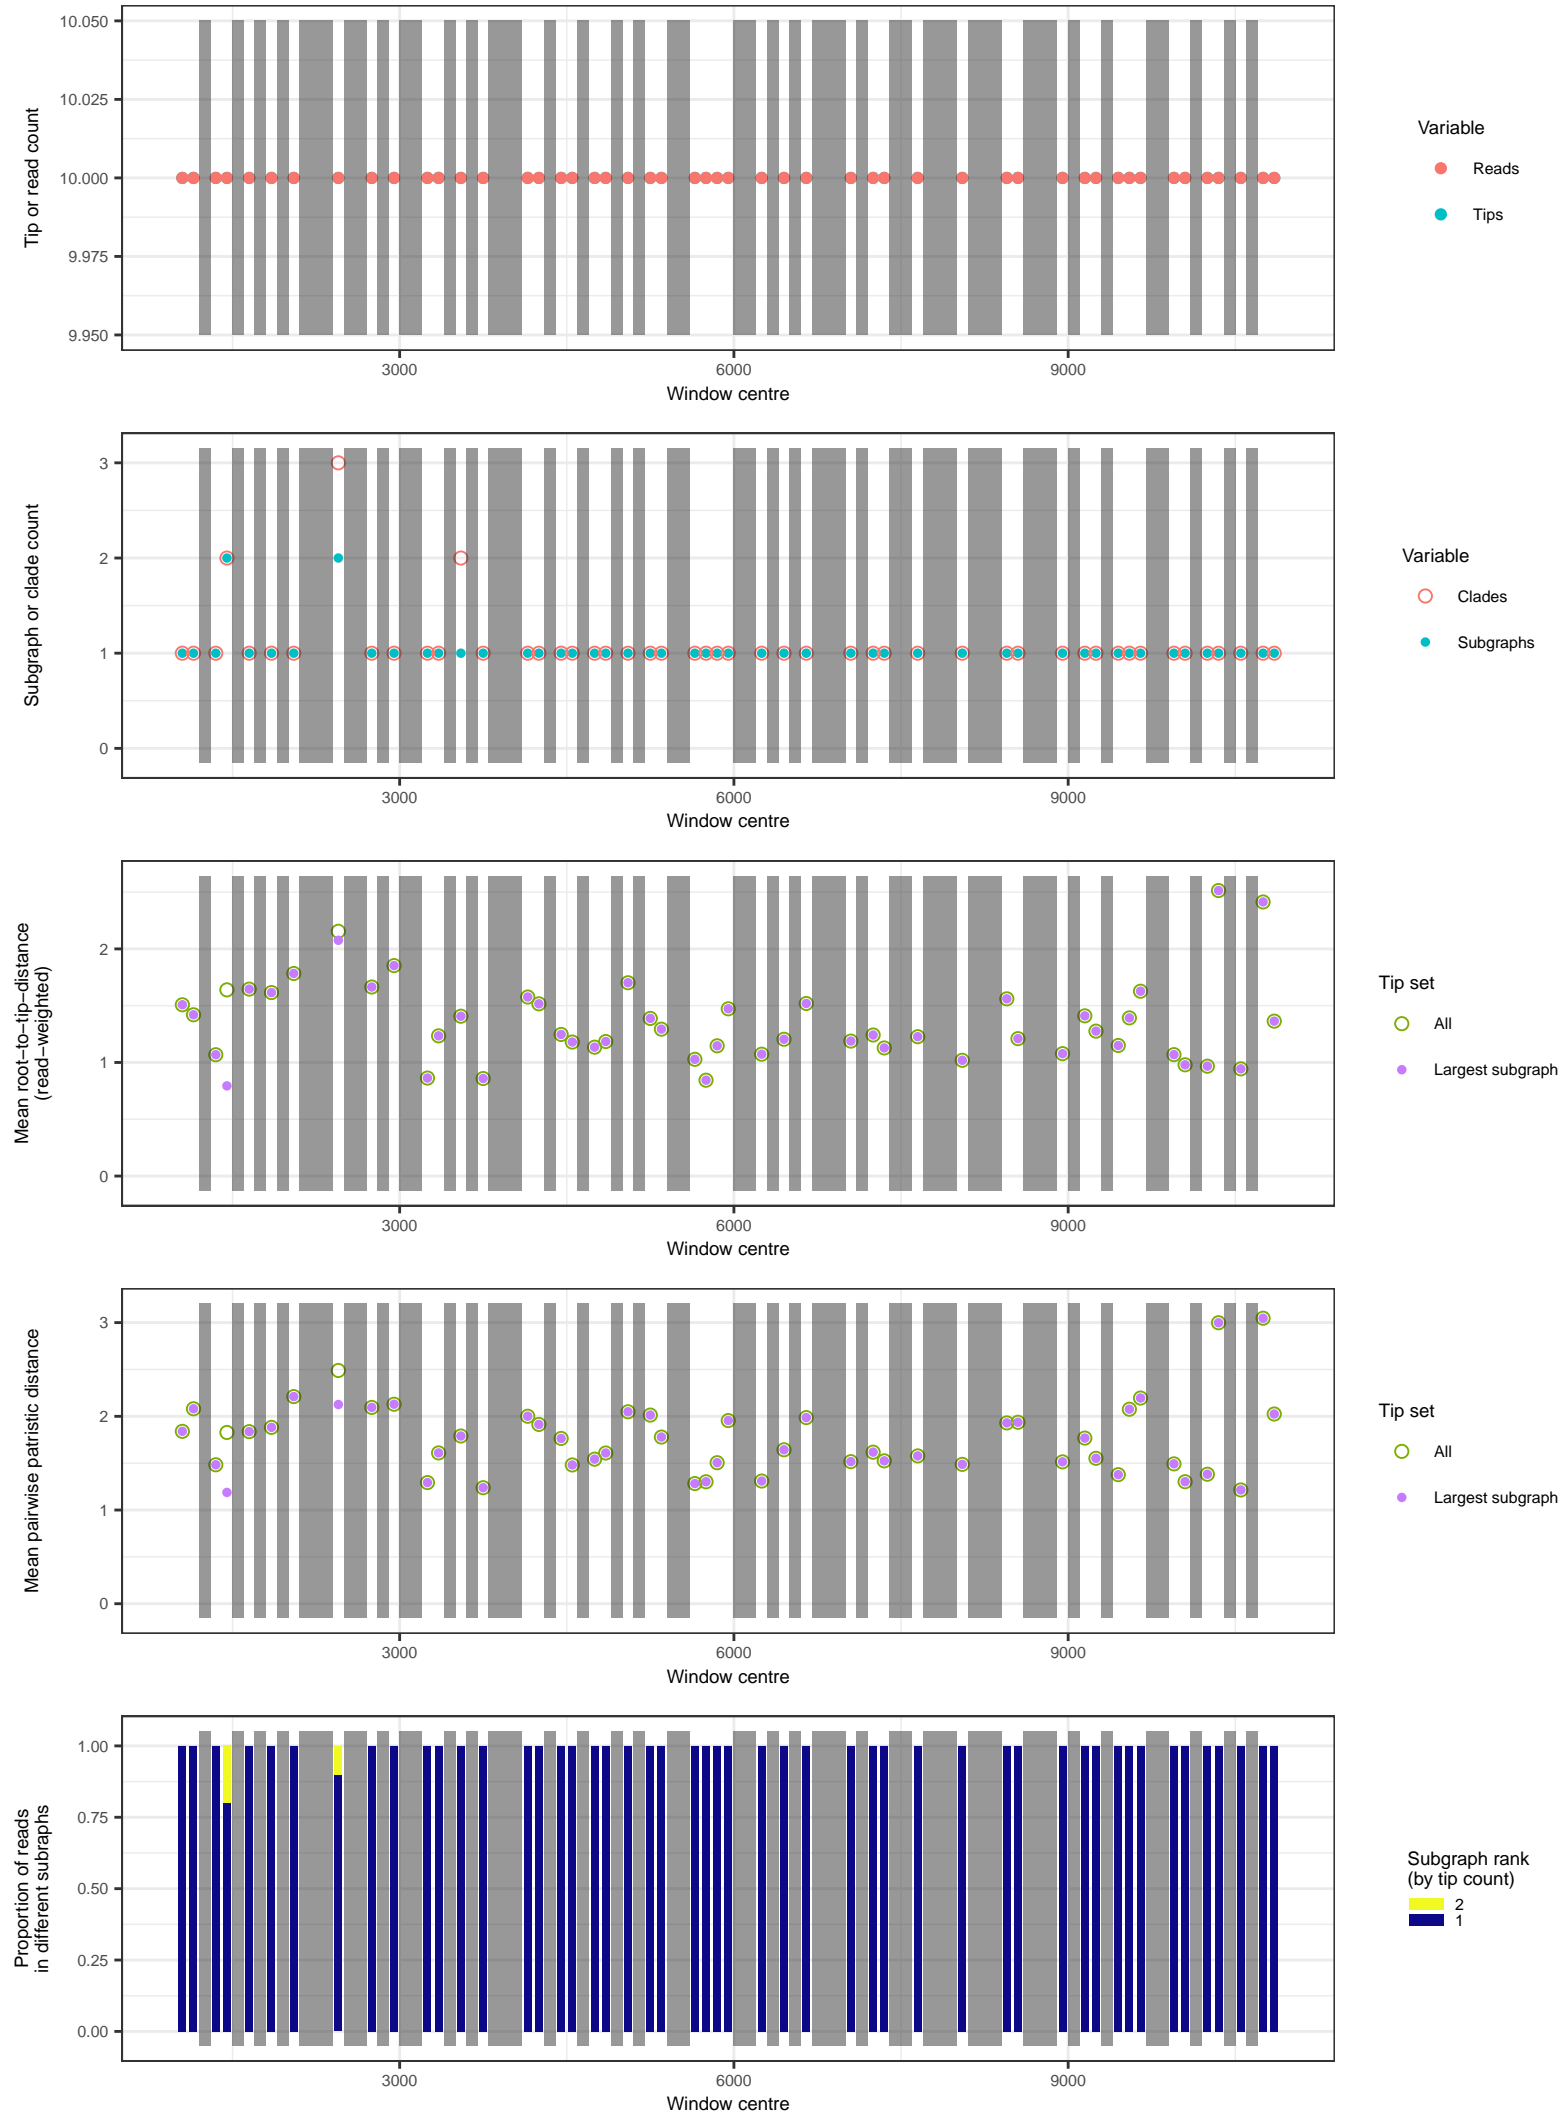 10.050
10.025
10.000
9.975
9.950
Tip or read count
3000
6000
9000
Window centre
Variable
Reads
Tips
3
2
1
0
Subgraph or clade count
3000
6000
9000
Window centre
Variable
Clades
Subgraphs
2
1
0
Mean root−to−tip−distance
(read−weighted)
3000
6000
9000
Window centre
Tip set
All
Largest subgraph
3
2
1
0
Mean pairwise patristic distance
3000
6000
9000
Window centre
Tip set
All
Largest subgraph
1.00
0.75
0.50
0.25
0.00
Proportion of reads
in different subraphs
3000
6000
9000
Window centre
Subgraph rank
(by tip count)
2
1